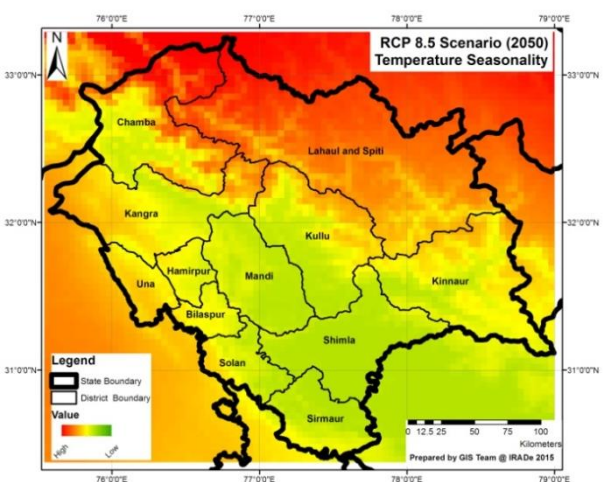 76°0'0"E 77°0'0"E 78°0'0"E 79°0'0"E
N
RCP 8.5 Scenario (2050)
Temperature Seasonality
33°0'0"N 33°0'0"N
Chamba
Lahaul and Spiti
32°0'0"N 32°0'0"N
Kangra
Kullu
Hamirpur
Mandi
Una
Kinnaur
Bilaspur
Shimla
Solan
31°0'0"N 31°0'0"N
Sirmaur
Legend
State Boundary
District Boundary
Value
High Low
0 12.5 25 50 75 100
Kilometers
Prepared by GIS Team @ IRADe 2015
76°0'0"E 77°0'0"E 78°0'0"E 79°0'0"E